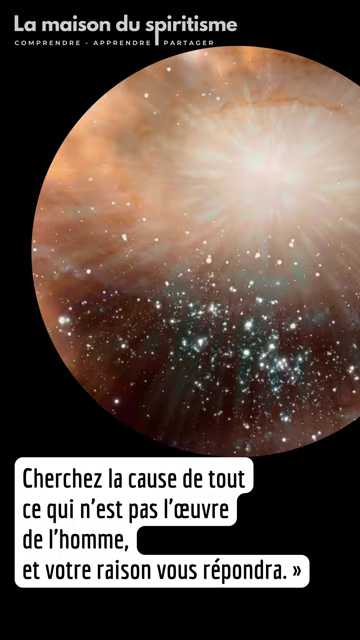 La maison du spiritisme
COMPRENDRE - APPRENDRE PARTAGER
Cherchez la cause de tout
ce qui n'est pas l'œuvre
de l'homme,
et votre raison vous répondra. »